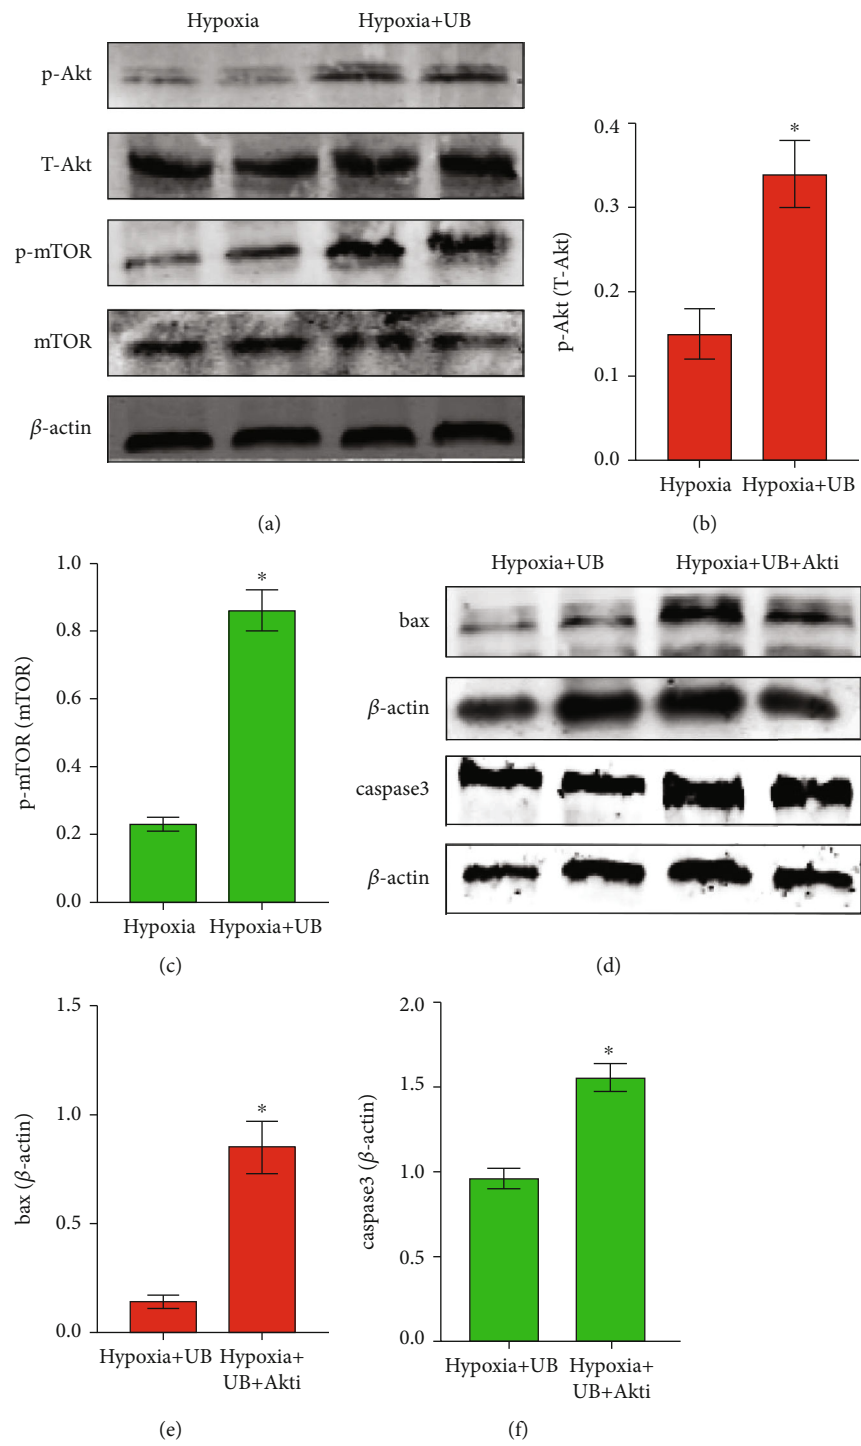 Hypoxia Hypoxia+UB
p-Akt
T-Akt
p-mTOR
mTOR
β-actin
(a)
p-Akt (T-Akt)
0.4
0.3
0.2
0.1
0.0
*
Hypoxia Hypoxia+UB
(b)
p-mTOR (mTOR)
1.0
0.8
0.6
0.4
0.2
0.0
*
Hypoxia Hypoxia+UB
(c)
Hypoxia+UB Hypoxia+UB+Akti
bax
β-actin
caspase3
β-actin
(d)
bax (β-actin)
1.5
1.0
0.5
0.0
*
Hypoxia+UB Hypoxia+
UB+Akti
(e)
caspase3 (β-actin)
2.0
1.5
1.0
0.5
0.0
*
Hypoxia+UB Hypoxia+
UB+Akti
(f)